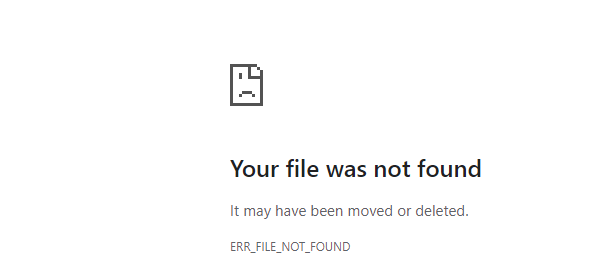 Your file was not found
It may have been moved or deleted.
ERR_FILE_NOT_FOUND